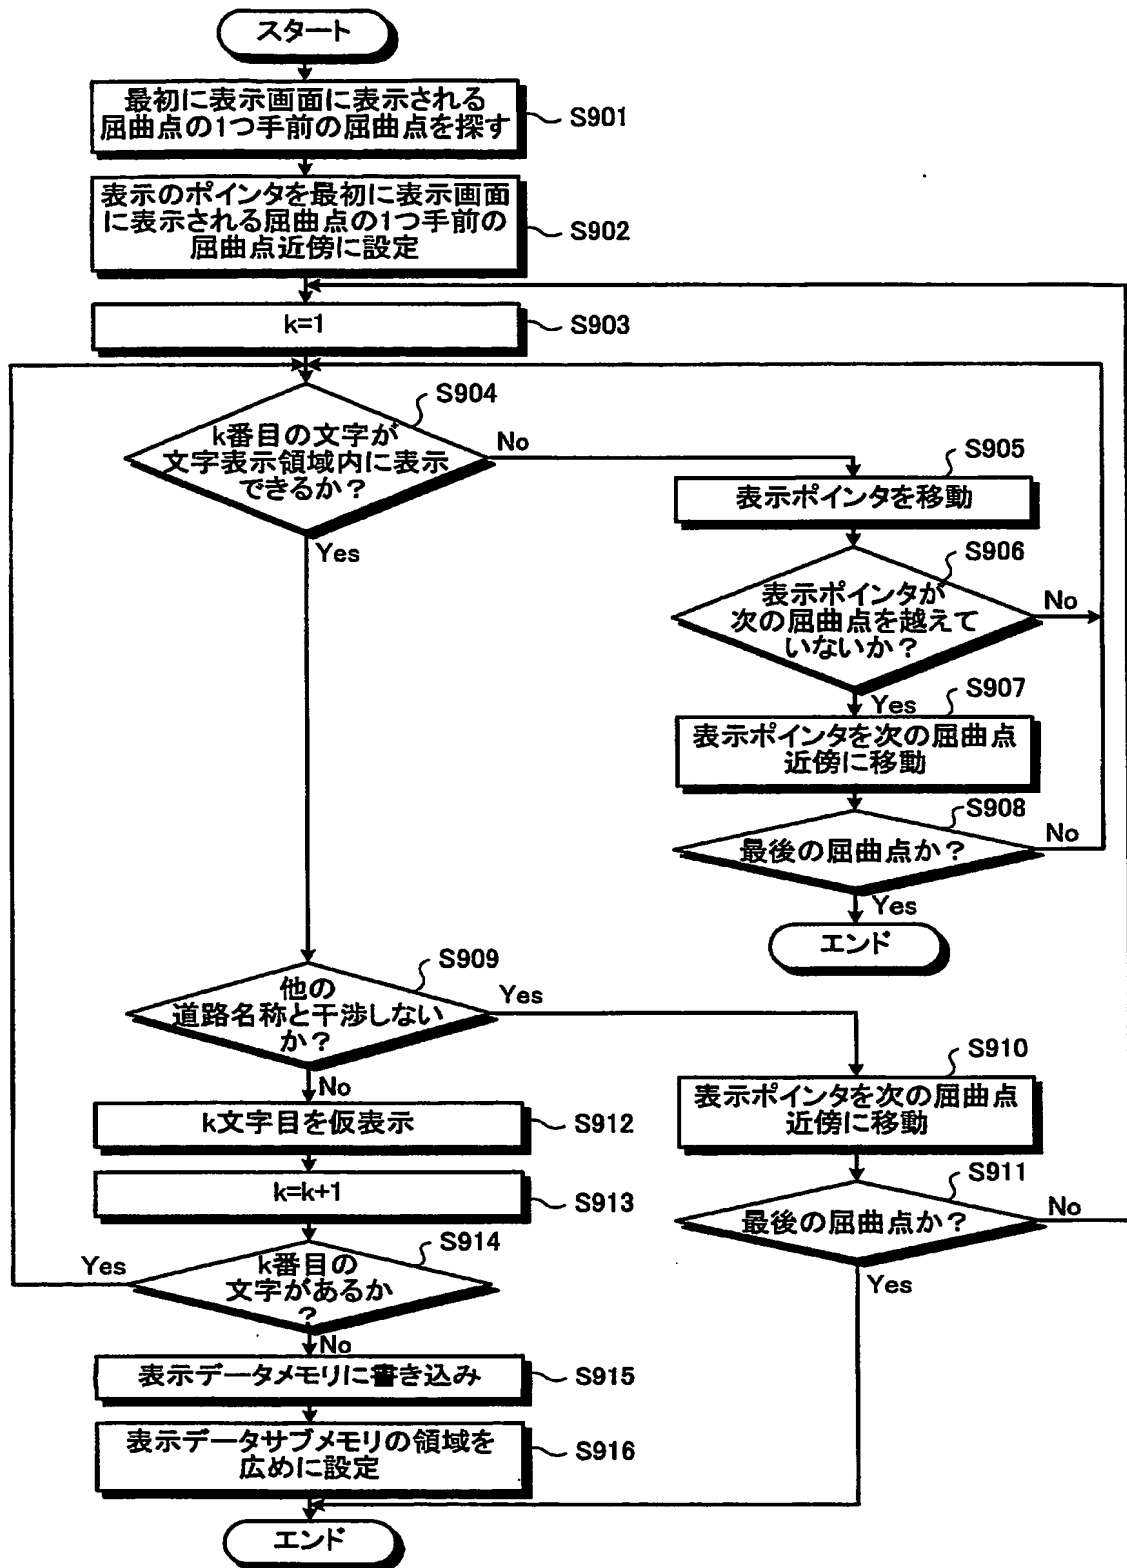 スタート
最初に表示画面に表示される
屈曲点の1つ手前の屈曲点を探す
S901
表示のポインタを最初に表示画面
に表示される屈曲点の1つ手前の
屈曲点近傍に設定
S902
k=1
S903
S904
k番目の文字が
文字表示領域内に表示
できるか？
No
Yes
S905
表示ポインタを移動
S906
表示ポインタが
次の屈曲点を越えて
いないか？
No
Yes
S907
表示ポインタを次の屈曲点
近傍に移動
S908
最後の屈曲点か？
No
Yes
エンド
S909
他の
道路名称と干渉しない
か？
Yes
No
S910
表示ポインタを次の屈曲点
近傍に移動
S911
最後の屈曲点か？
No
Yes
k文字目を仮表示
S912
k=k+1
S913
S914
k番目の
文字があるか
？
Yes
No
表示データメモリに書き込み
S915
表示データサブメモリの領域を
広めに設定
S916
エンド